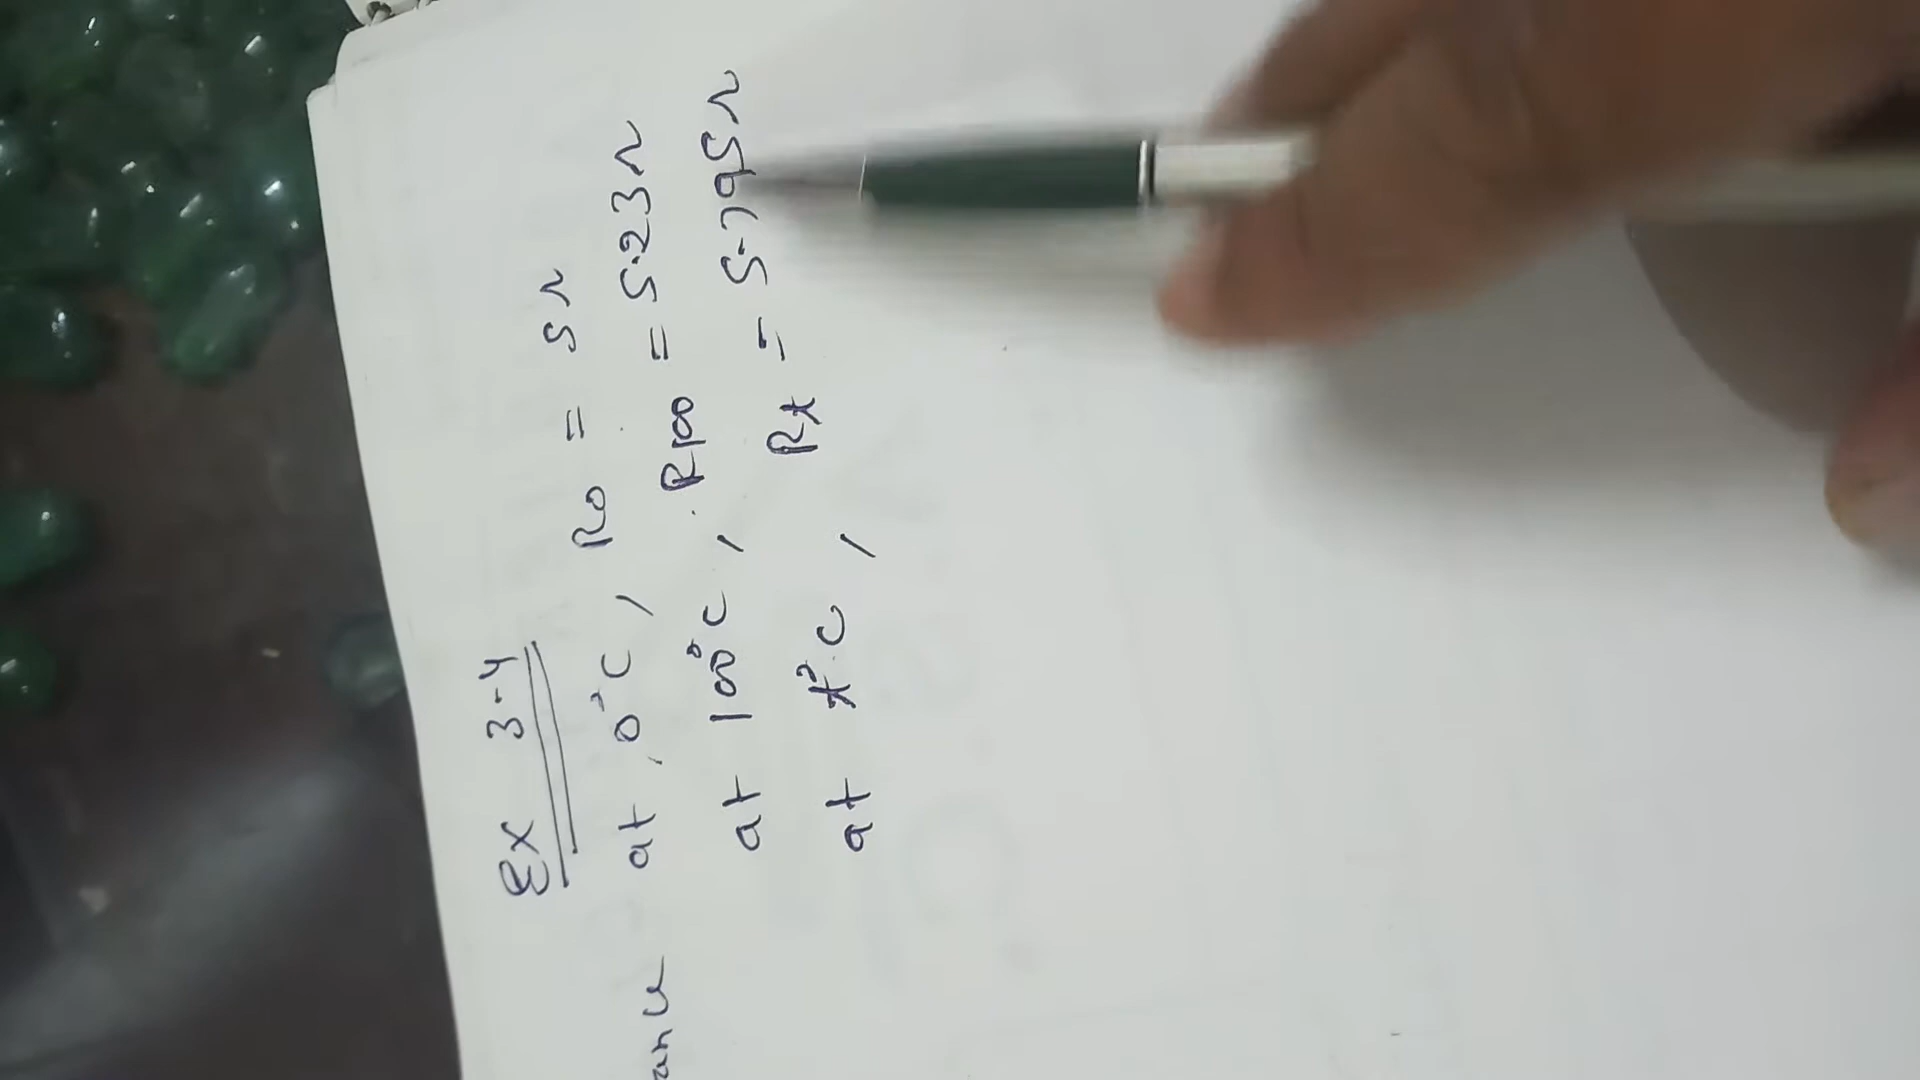 Ex 3.4
at 0°C, R0 = 5Ω
at 100°C, R100 = 5.23Ω
at t°C, Rt = 5.795Ω